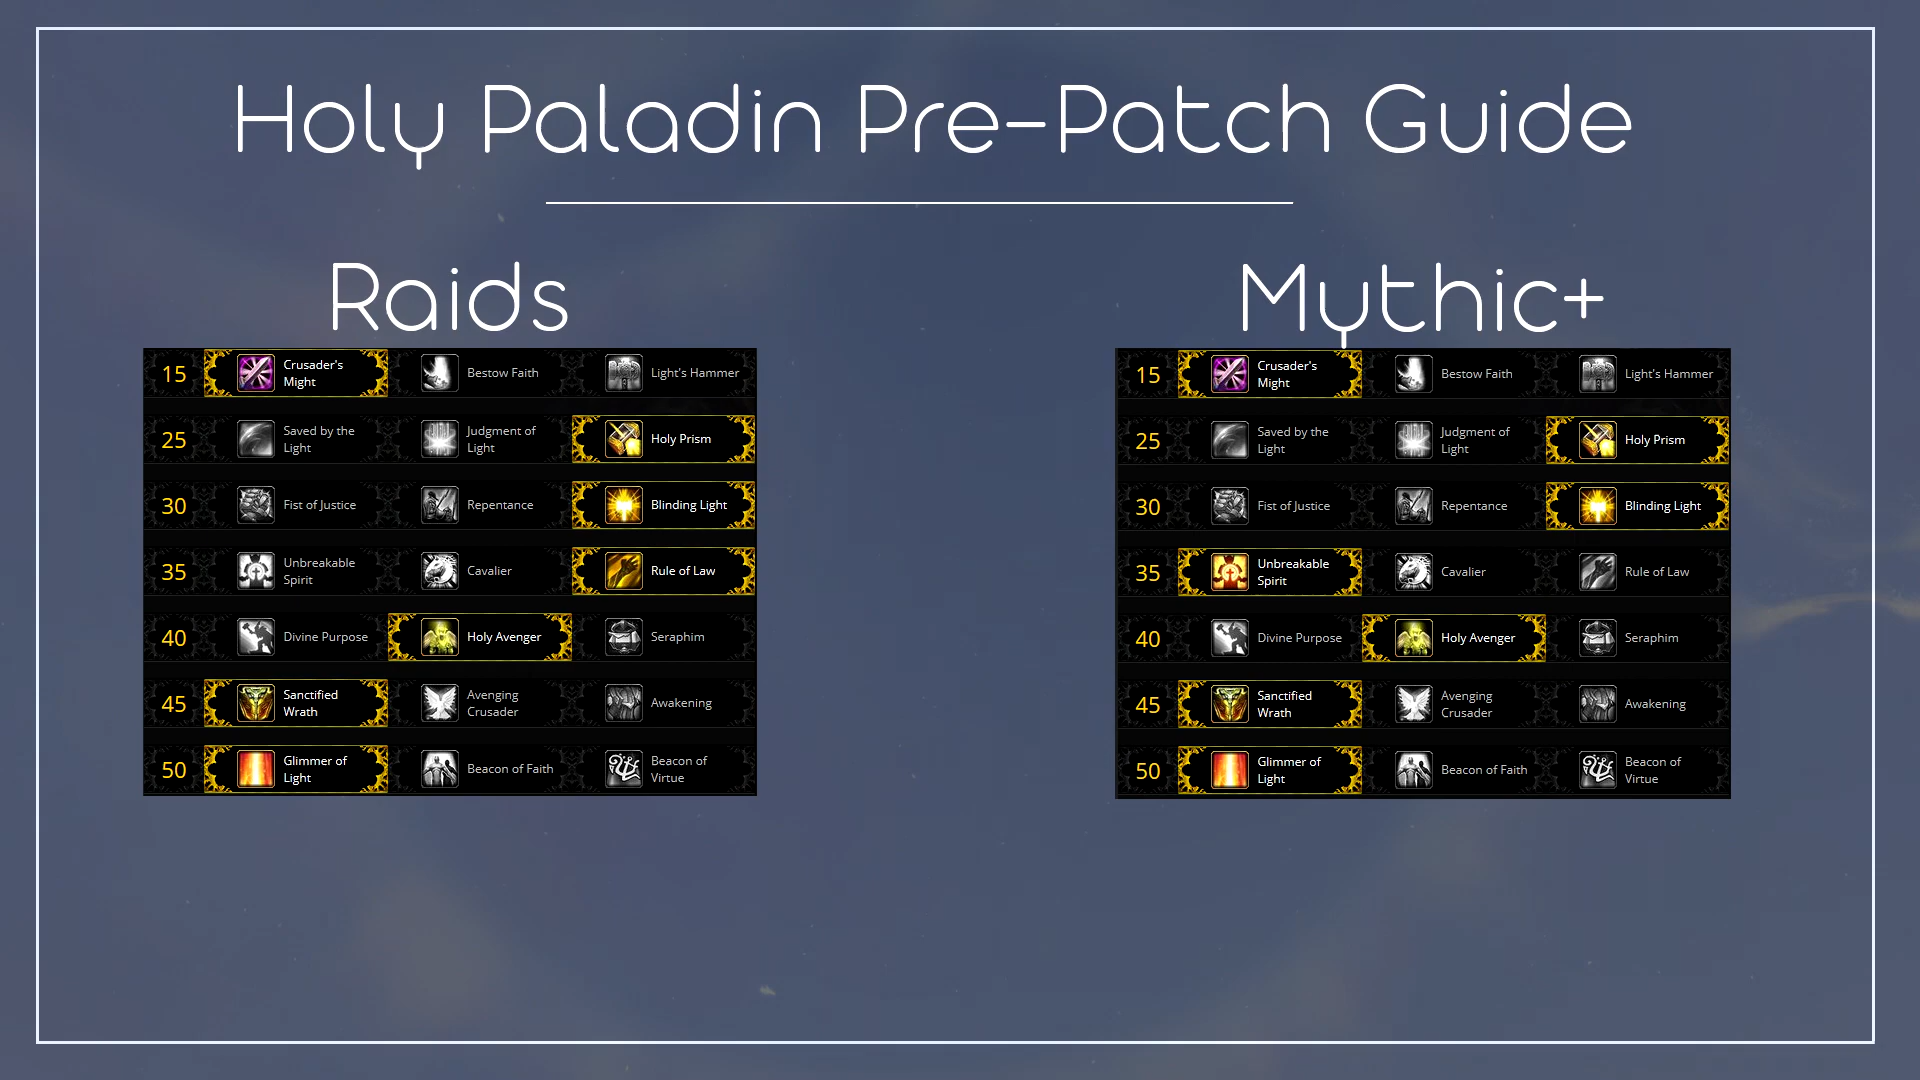 Holy Paladin Pre-Patch Guide
Raids
15 Crusader's Might Bestow Faith Light's Hammer
25 Saved by the Light Judgment of Light Holy Prism
30 Fist of Justice Repentance Blinding Light
35 Unbreakable Spirit Cavalier Rule of Law
40 Divine Purpose Holy Avenger Seraphim
45 Sanctified Wrath Avenging Crusader Awakening
50 Glimmer of Light Beacon of Faith Beacon of Virtue
Mythic+
15 Crusader's Might Bestow Faith Light's Hammer
25 Saved by the Light Judgment of Light Holy Prism
30 Fist of Justice Repentance Blinding Light
35 Unbreakable Spirit Cavalier Rule of Law
40 Divine Purpose Holy Avenger Seraphim
45 Sanctified Wrath Avenging Crusader Awakening
50 Glimmer of Light Beacon of Faith Beacon of Virtue